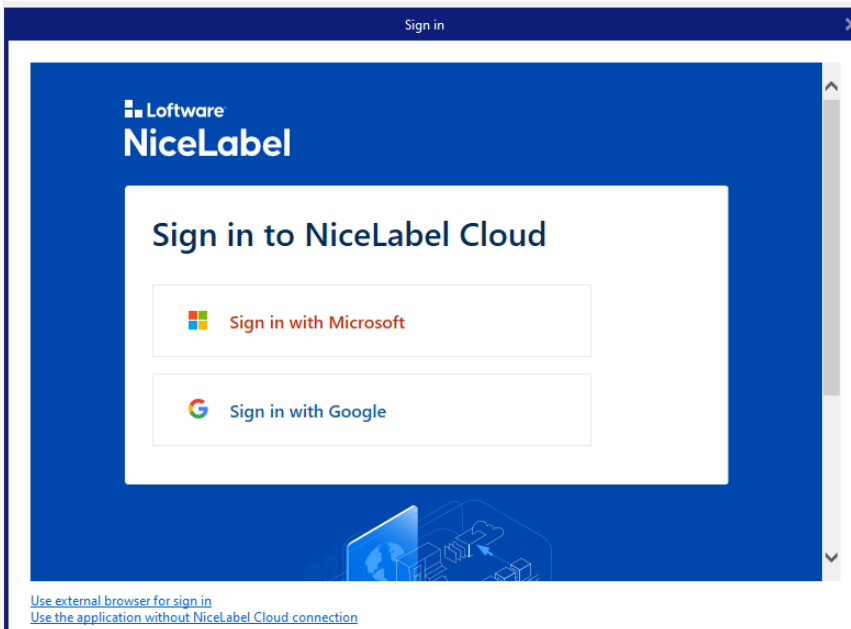 Sign in
Loftware
NiceLabel
Sign in to NiceLabel Cloud
Sign in with Microsoft
Sign in with Google
Use external browser for sign in
Use the application without NiceLabel Cloud connection